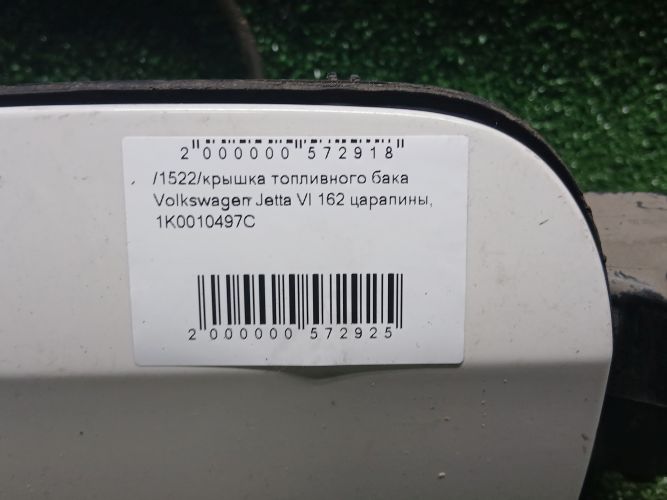 2 000000 572918
/1522/крышка топливного бака
Volkswagen Jetta VI 162 царапины,
1K0010497C
2 000000 572925